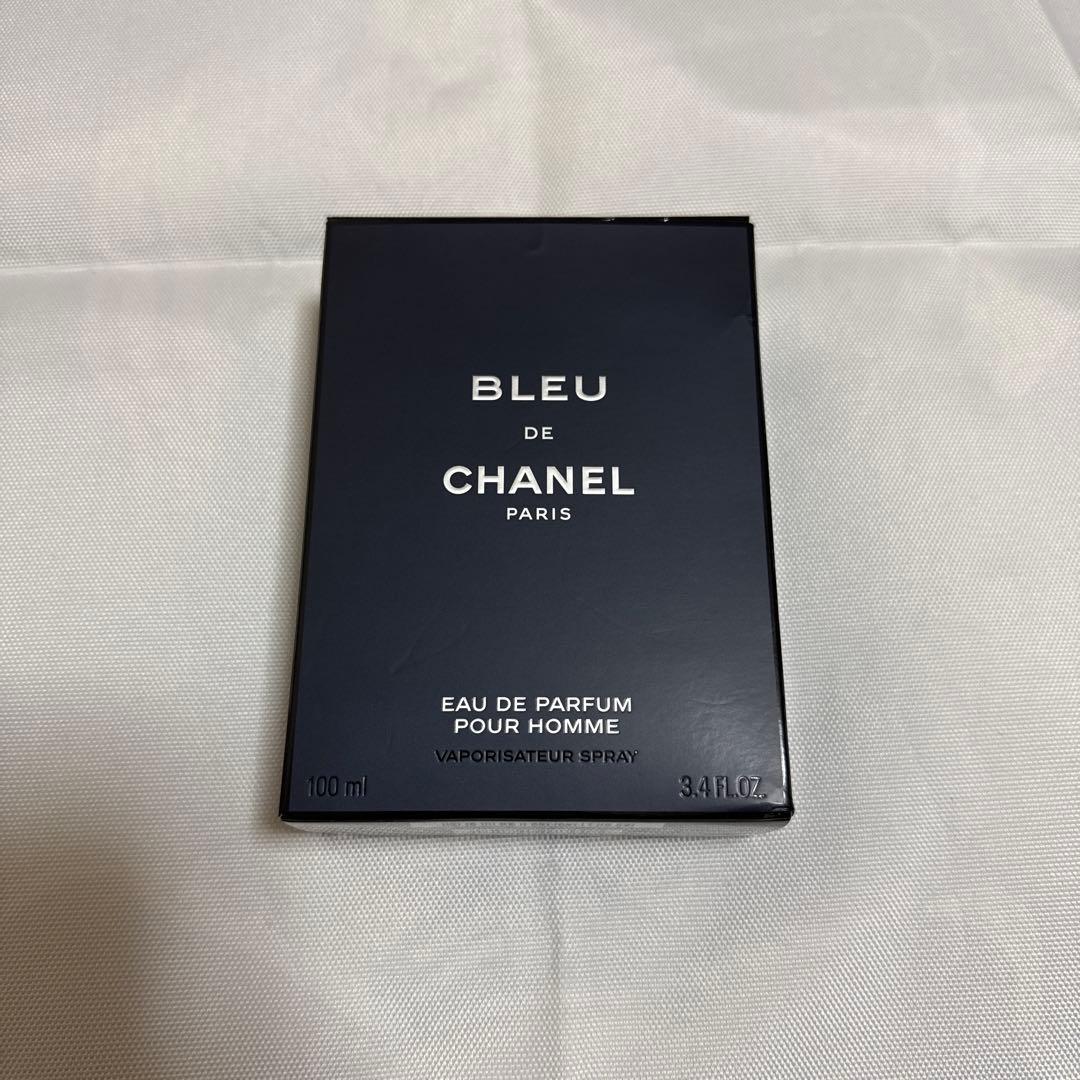 BLEU
DE
CHANEL
PARIS
EAU DE PARFUM
POUR HOMME
VAPORISATEUR SPRAY
100 ml 3.4 FL.OZ.